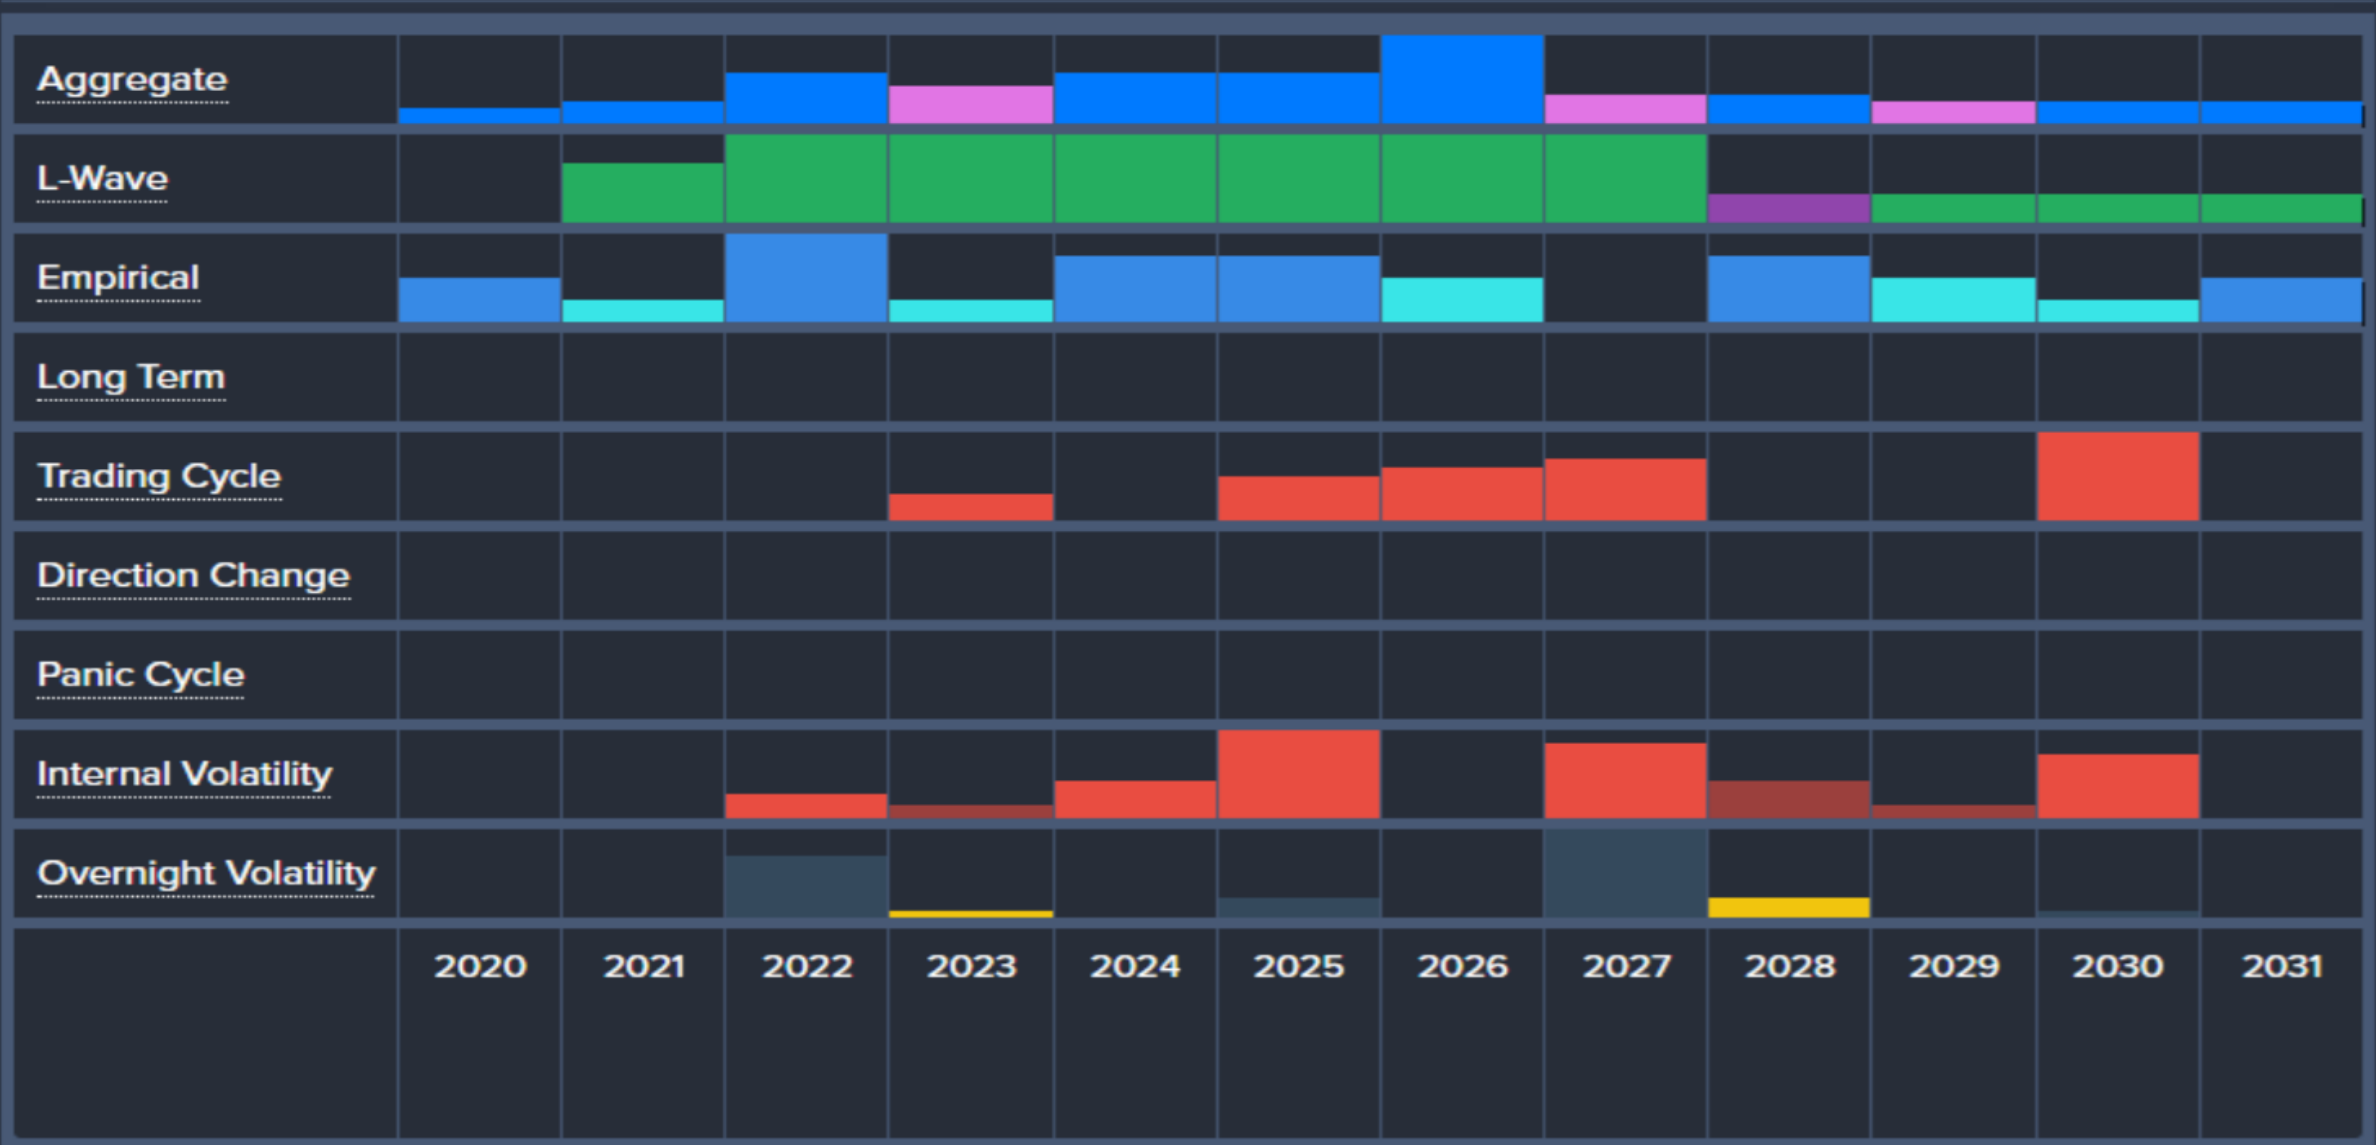 Aggregate
L-Wave
Empirical
Long Term
Trading Cycle
Direction Change
Panic Cycle
Internal Volatility
Overnight Volatility
2020 2021 2022 2023 2024 2025 2026 2027 2028 2029 2030 2031